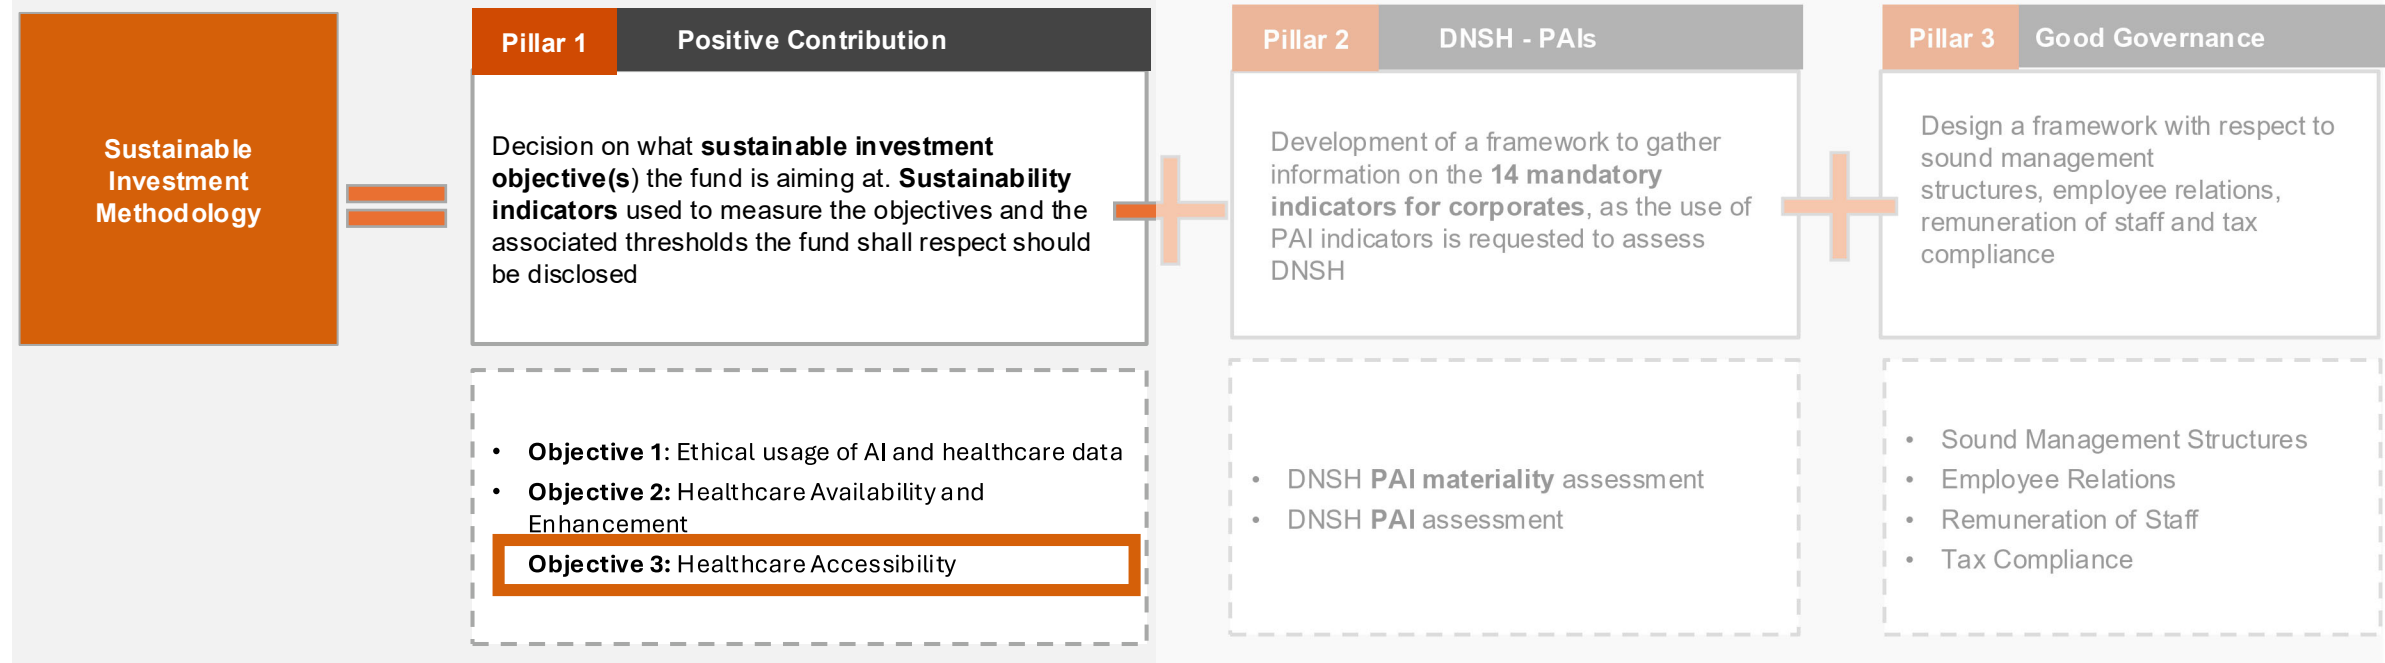 Sustainable
Investment
Methodology
Pillar 1
Positive Contribution
Decision on what sustainable investment
objective(s) the fund is aiming at. Sustainability
indicators used to measure the objectives and the
associated thresholds the fund shall respect should
be disclosed
• Objective 1: Ethical usage of AI and healthcare data
• Objective 2: Healthcare Availability and
Enhancement
Objective 3: Healthcare Accessibility
Pillar 2
DNSH - PAIs
Development of a framework to gather
information on the 14 mandatory
indicators for corporates, as the use of
PAI indicators is requested to assess
DNSH
• DNSH PAI materiality assessment
• DNSH PAI assessment
Pillar 3
Good Governance
Design a framework with respect to
sound management
structures, employee relations,
remuneration of staff and tax
compliance
• Sound Management Structures
• Employee Relations
• Remuneration of Staff
• Tax Compliance